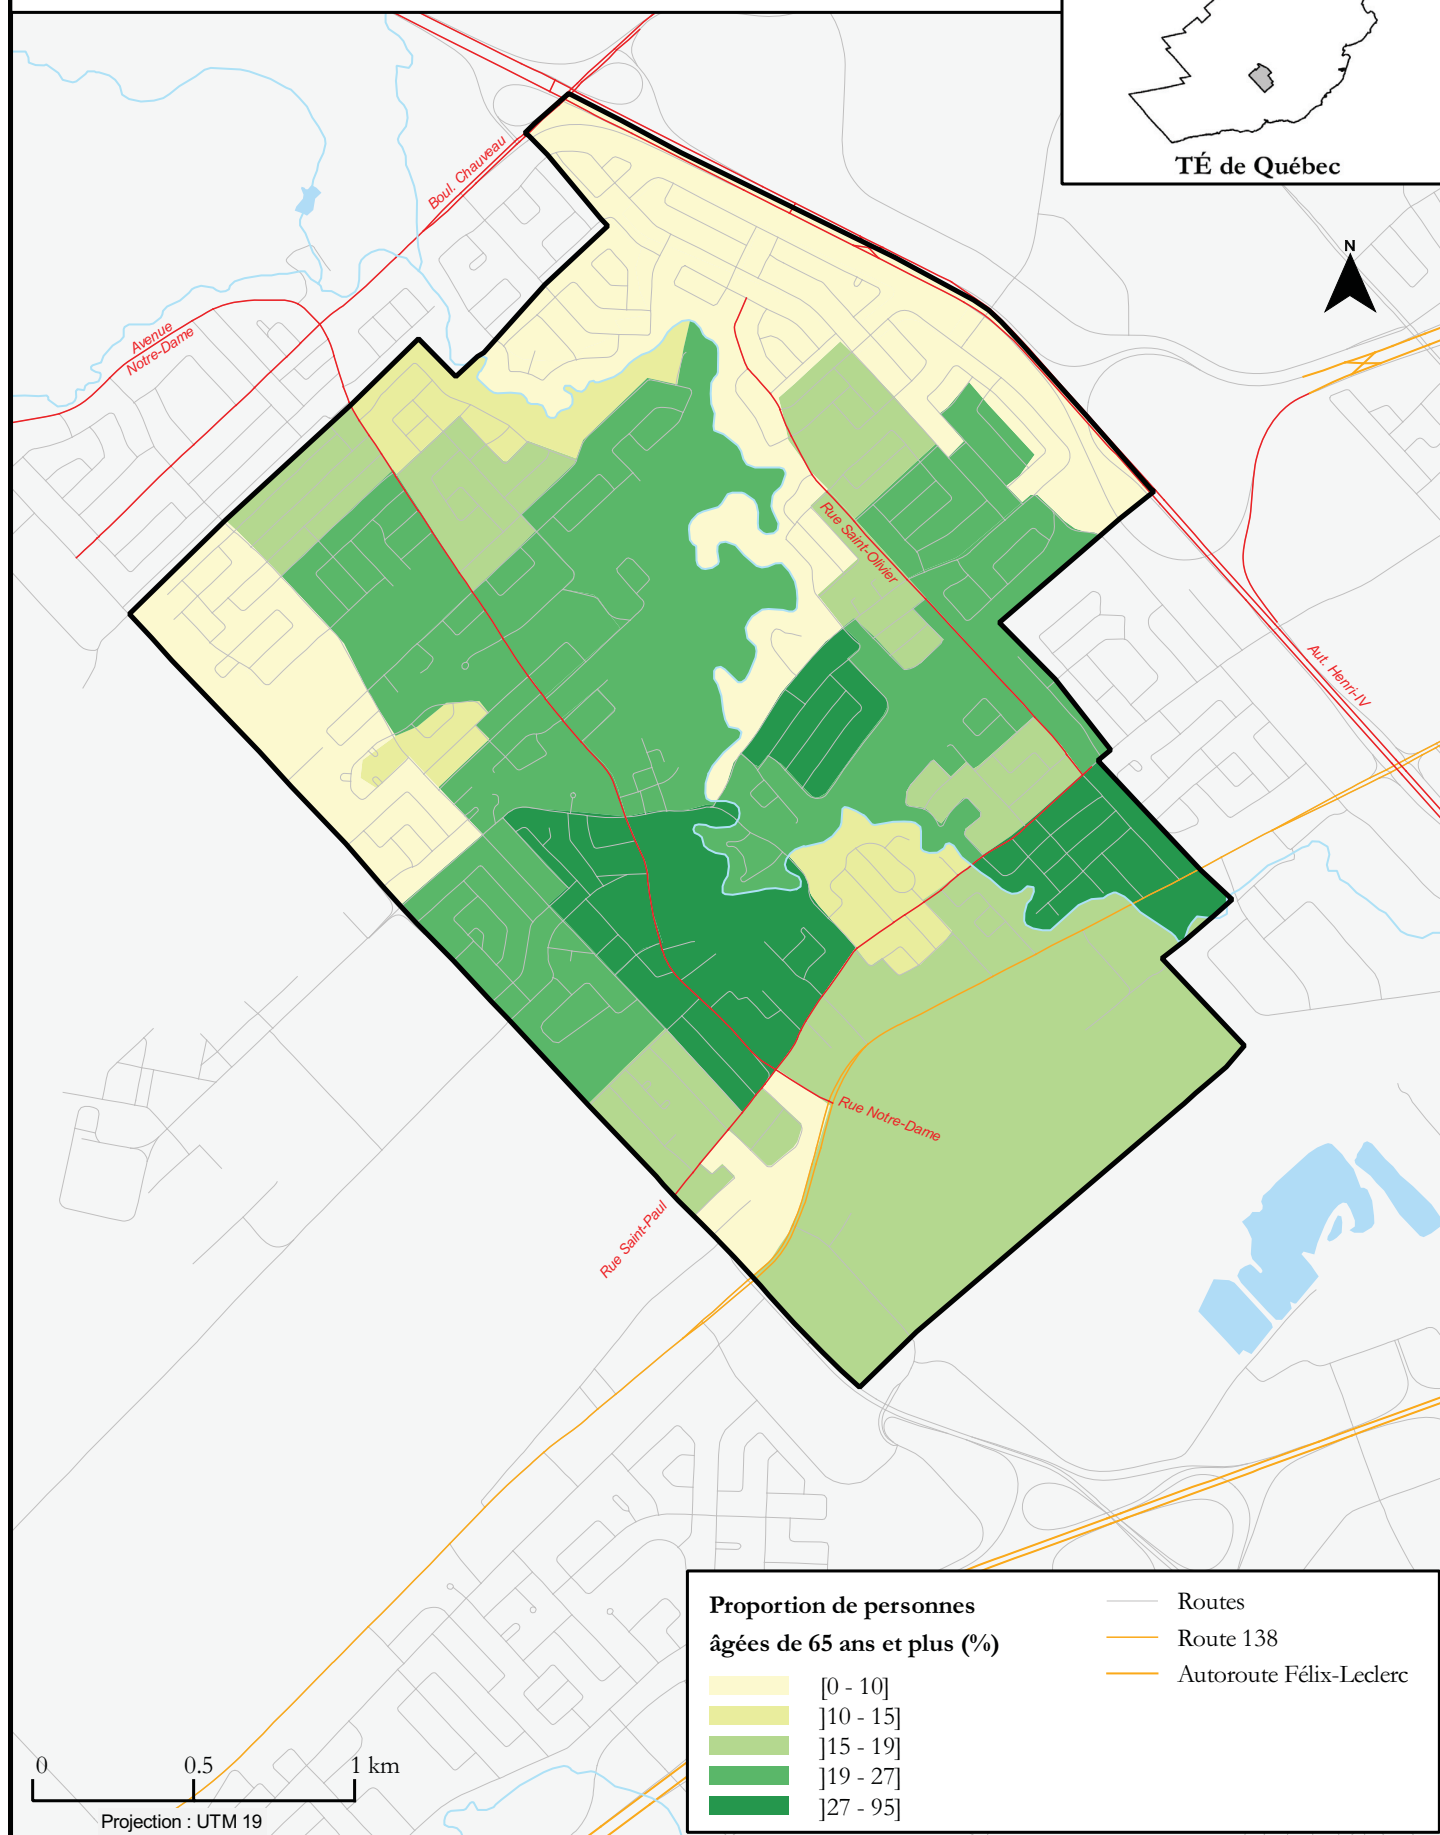 TÉ de Québec
N
Boul. Chauveau
Avenue
Notre-Dame
Rue Saint-Olivier
Aut. Henri-IV
Rue Notre-Dame
Rue Saint-Paul
Proportion de personnes
âgées de 65 ans et plus (%)
[0 - 10]
]10 - 15]
]15 - 19]
]19 - 27]
]27 - 95]
Routes
Route 138
Autoroute Félix-Leclerc
0 0.5 1 km
Projection : UTM 19